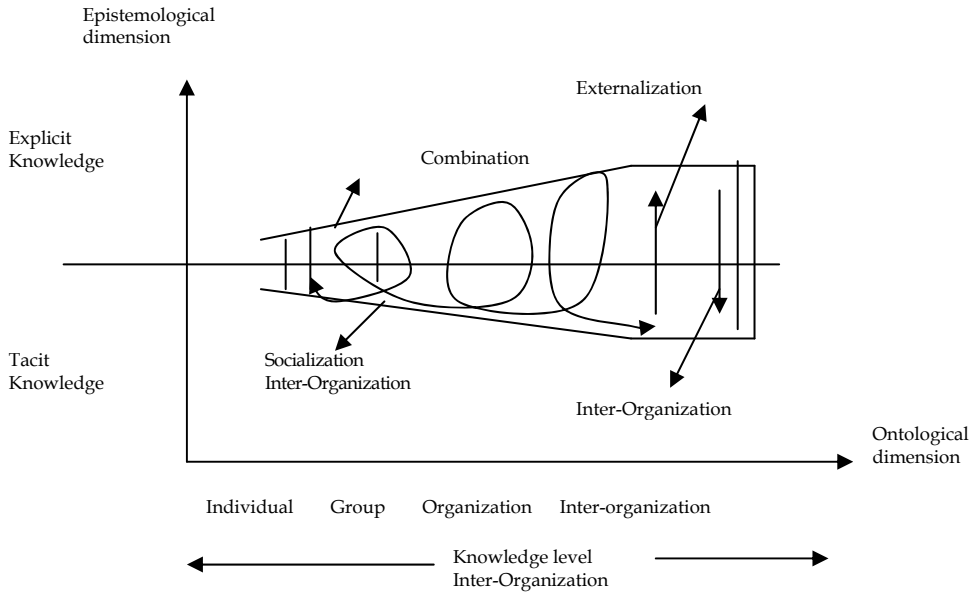 Epistemological
dimension
Externalization
Explicit
Knowledge
Combination
Tacit
Knowledge
Socialization
Inter-Organization
Inter-Organization
Ontological
dimension
Individual Group Organization Inter-organization
Knowledge level
Inter-Organization